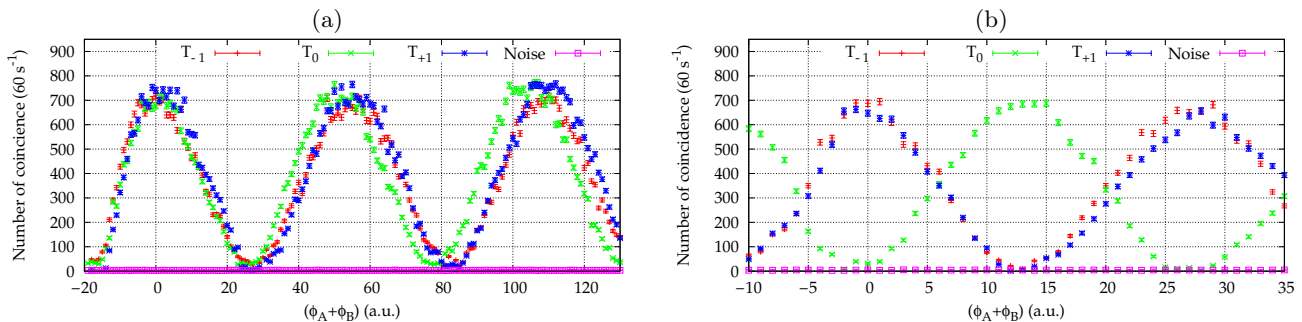 (a)
Number of coincidence (60 s-1)
900
800
700
600
500
400
300
200
100
0
T-1 T0 T+1 Noise
-20 0 20 40 60 80 100 120
(ϕA+ϕB) (a.u.)
(b)
Number of coincidence (60 s-1)
900
800
700
600
500
400
300
200
100
0
T-1 T0 T+1 Noise
-10 -5 0 5 10 15 20 25 30 35
(ϕA+ϕB) (a.u.)